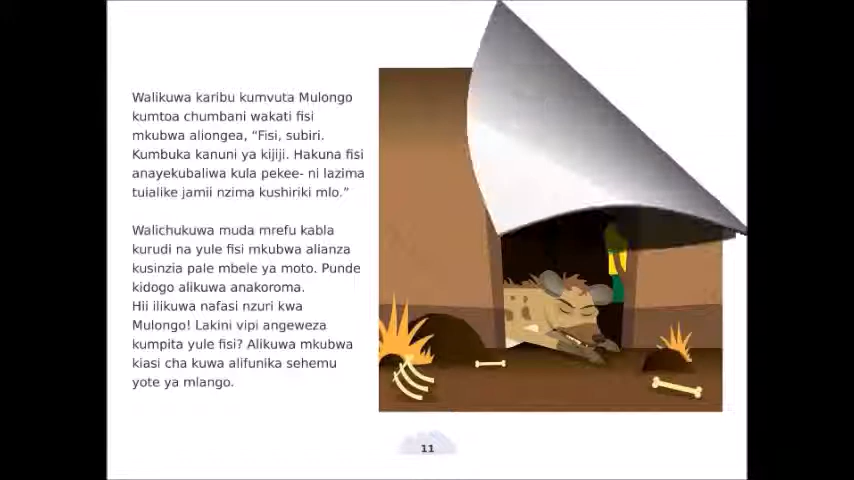 Walikuwa karibu kumvuta Mulongo
kumtoa chumbani wakati fisi
mkubwa aliongea, “Fisi, subiri.
Kumbuka kanuni ya kijiji. Hakuna fisi
anayekubaliwa kula pekee- ni lazima
tuialike jamii nzima kushiriki mlo.”
Walichukuwa muda mrefu kabla
kurudi na yule fisi mkubwa alianza
kusinzia pale mbele ya moto. Punde
kidogo alikuwa anakoroma.
Hii ilikuwa nafasi nzuri kwa
Mulongo! Lakini vipi angeweza
kumpita yule fisi? Alikuwa mkubwa
kiasi cha kuwa alifunika sehemu
yote ya mlango.
11